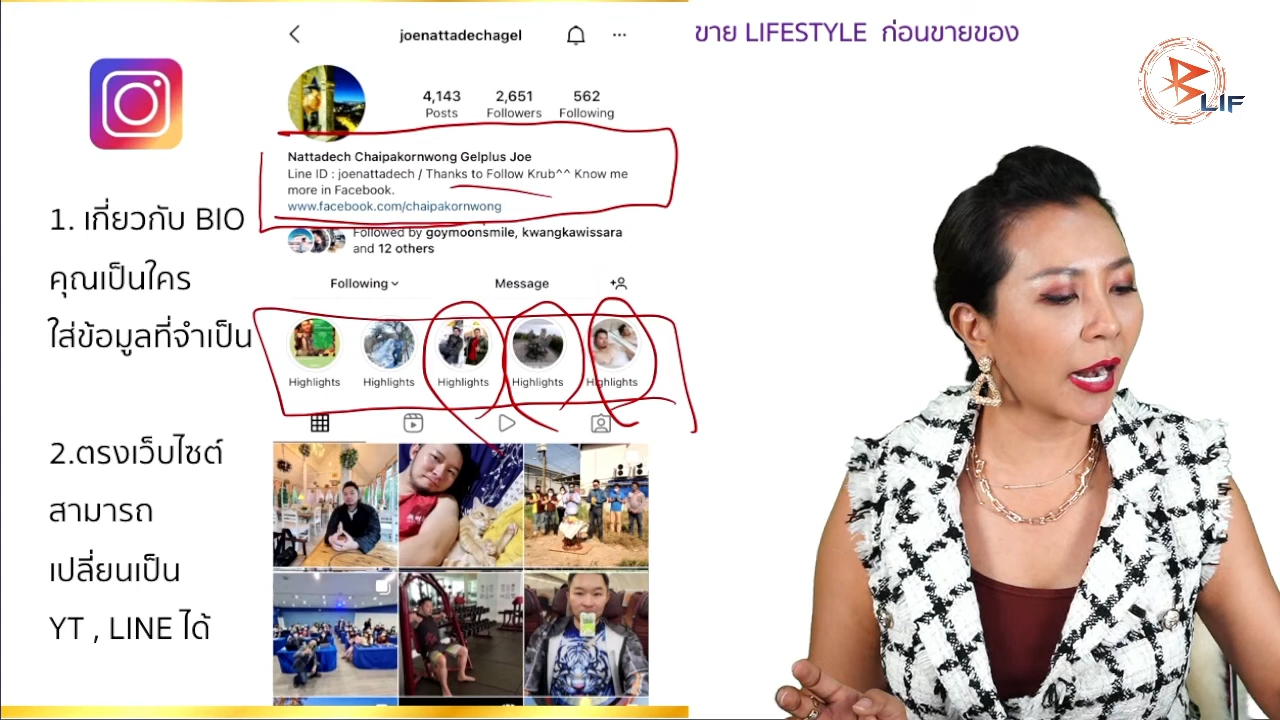 joenattadechagel
ขาย LIFESTYLE ก่อนขายของ
BLIF
4,143 2,651 562
Posts Followers Following
Nattadech Chaipakornwong Gelplus Joe
Line ID : joenattadech / Thanks to Follow Krub^^ Know me
more in Facebook.
www.facebook.com/chaipakornwong
Followed by goymoonsmile, kwangkawissara
and 12 others
Following Message
Highlights Highlights Highlights Highlights Highlights
1. เกี่ยวกับ BIO
คุณเป็นใคร
ใส่ข้อมูลที่จำเป็น
2.ตรงเว็บไซต์
สามารถ
เปลี่ยนเป็น
YT , LINE ได้